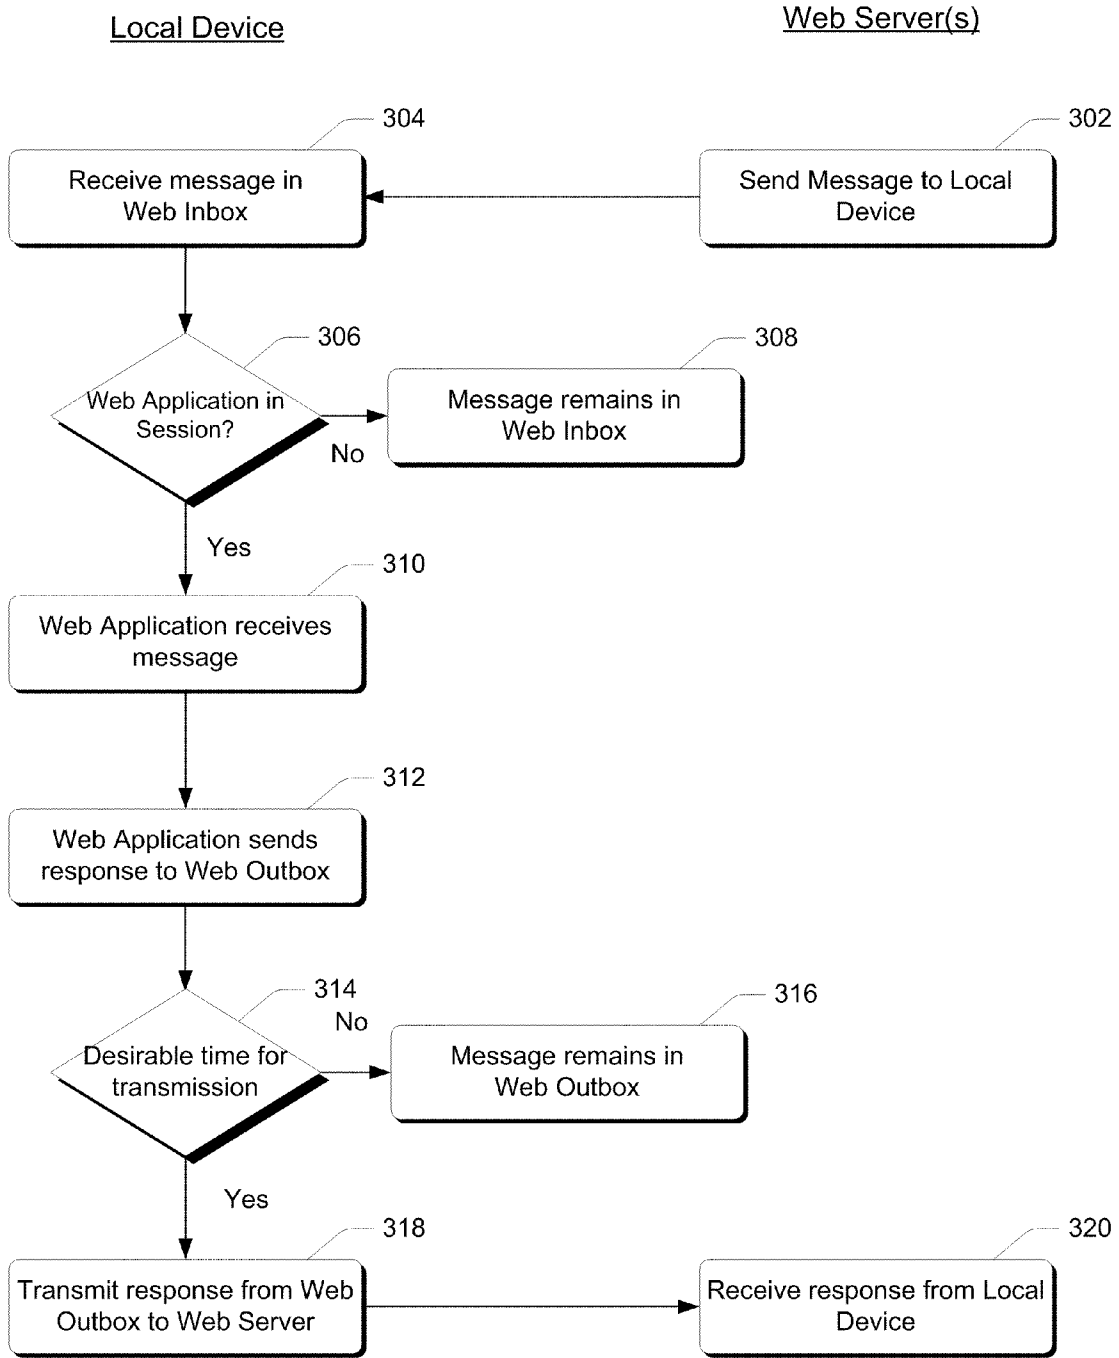 Local Device
Web Server(s)
304
302
Receive message in
Web Inbox
Send Message to Local
Device
306
308
Web Application in
Session?
Message remains in
Web Inbox
No
Yes
310
Web Application receives
message
312
Web Application sends
response to Web Outbox
314
316
No
Desirable time for
transmission
Message remains in
Web Outbox
Yes
318
320
Transmit response from Web
Outbox to Web Server
Receive response from Local
Device